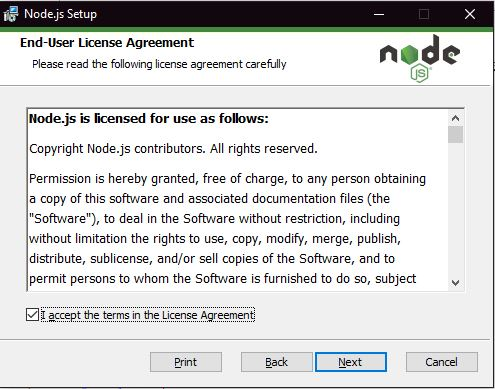 Node.js Setup
End-User License Agreement
Please read the following license agreement carefully
node
JS
Node.js is licensed for use as follows:
Copyright Node.js contributors. All rights reserved.
Permission is hereby granted, free of charge, to any person obtaining
a copy of this software and associated documentation files (the
"Software"), to deal in the Software without restriction, including
without limitation the rights to use, copy, modify, merge, publish,
distribute, sublicense, and/or sell copies of the Software, and to
permit persons to whom the Software is furnished to do so, subject
I accept the terms in the License Agreement
Print Back Next Cancel